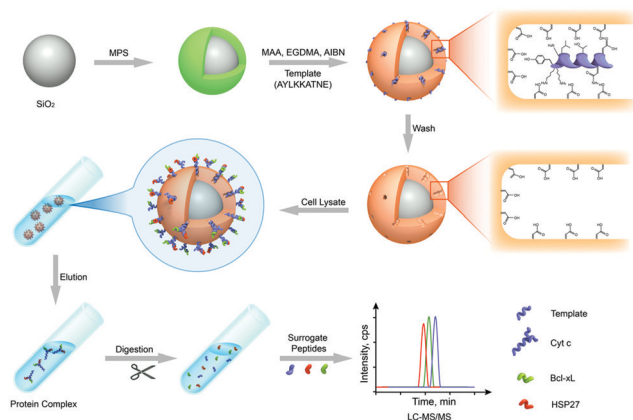 MPS
SiO₂
MAA, EGDMA, AIBN
Template
(AYLKKATNE)
Wash
Cell Lysate
Elution
Digestion
Protein Complex
Surrogate
Peptides
Intensity, cps
Time, min
LC-MS/MS
Template
Cyt c
Bcl-xL
HSP27